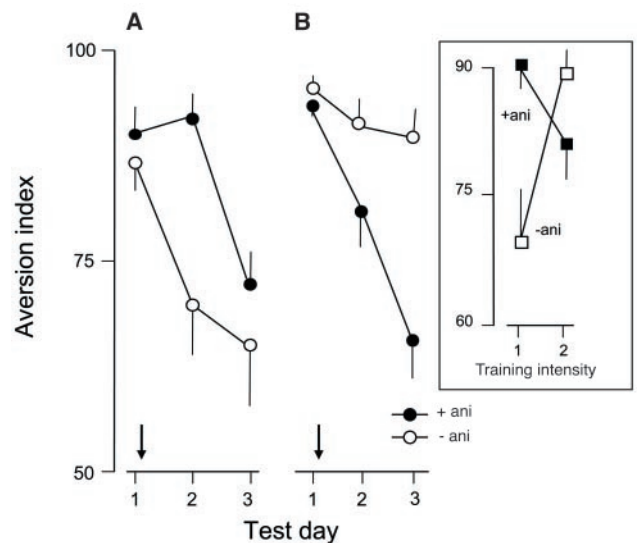 A
B
100
75
50
Aversion index
1 2 3
1 2 3
Test day
+ ani
- ani
90
75
60
+ani
-ani
1 2
Training intensity